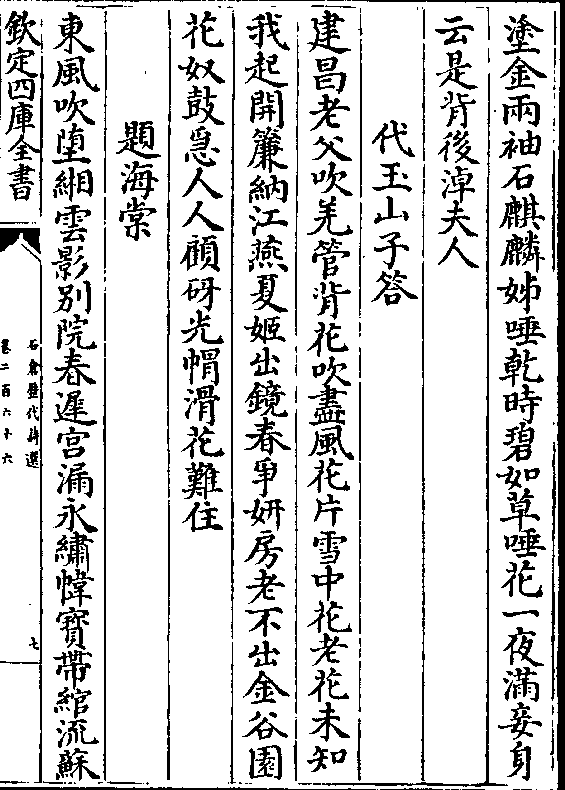 塗金兩袖石麒麟姊唾乾時碧如草唾花一夜滿妾身
云是背後淖夫人
代玉山子答
建昌老父吹羌管背花吹盡風花片雪中花老花未知
我起開簾納江燕夏姬出鏡春爭妍房老不出金谷園
花奴鼓急人人顧砑光帽滑花難住
題海棠
東風吹墮緗雲影別院春遲宮漏永繡幃寳帶綰流蘇
欽定四庫全書
石倉歷代詩選
卷二百六十六
七